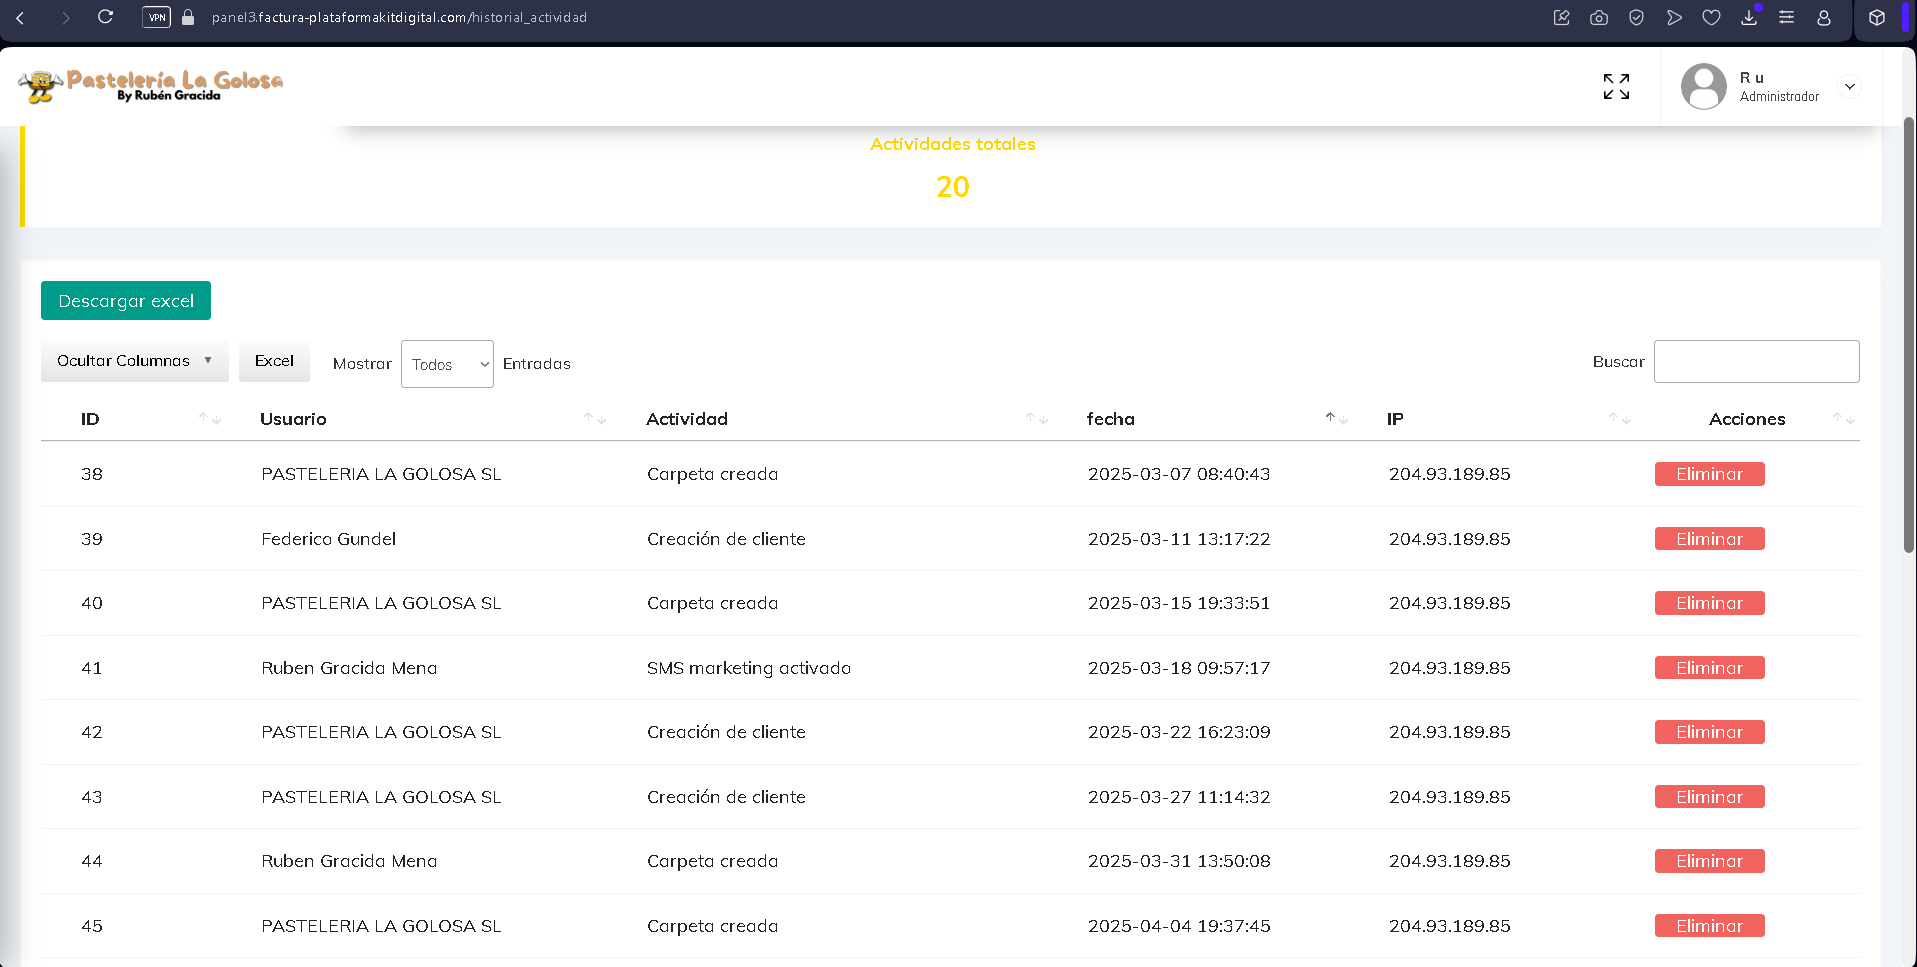 VPN panel3.factura-plataformakitdigital.com/historial_actividad
Pastelería La Golosa
By Rubén Gracida
R u
Administrador
Actividades totales
20
Descargar excel
Ocultar Columnas ▼ Excel Mostrar Todos Entradas Buscar
ID Usuario Actividad fecha IP Acciones
38 PASTELERIA LA GOLOSA SL Carpeta creada 2025-03-07 08:40:43 204.93.189.85 Eliminar
39 Federico Gundel Creación de cliente 2025-03-11 13:17:22 204.93.189.85 Eliminar
40 PASTELERIA LA GOLOSA SL Carpeta creada 2025-03-15 19:33:51 204.93.189.85 Eliminar
41 Ruben Gracida Mena SMS marketing activado 2025-03-18 09:57:17 204.93.189.85 Eliminar
42 PASTELERIA LA GOLOSA SL Creación de cliente 2025-03-22 16:23:09 204.93.189.85 Eliminar
43 PASTELERIA LA GOLOSA SL Creación de cliente 2025-03-27 11:14:32 204.93.189.85 Eliminar
44 Ruben Gracida Mena Carpeta creada 2025-03-31 13:50:08 204.93.189.85 Eliminar
45 PASTELERIA LA GOLOSA SL Carpeta creada 2025-04-04 19:37:45 204.93.189.85 Eliminar